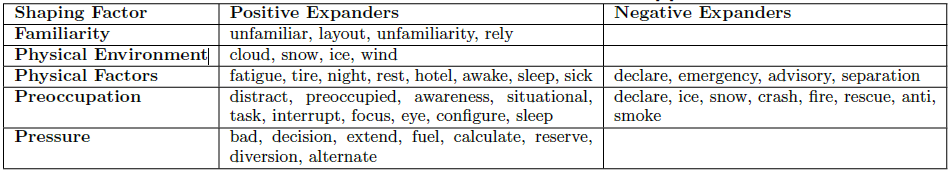 Shaping Factor Positive Expanders Negative Expanders
Familiarity unfamiliar, layout, unfamiliarity, rely
Physical Environment cloud, snow, ice, wind
Physical Factors fatigue, tire, night, rest, hotel, awake, sleep, sick declare, emergency, advisory, separation
Preoccupation distract, preoccupied, awareness, situational, declare, ice, snow, crash, fire, rescue, anti,
task, interrupt, focus, eye, configure, sleep smoke
Pressure bad, decision, extend, fuel, calculate, reserve,
diversion, alternate